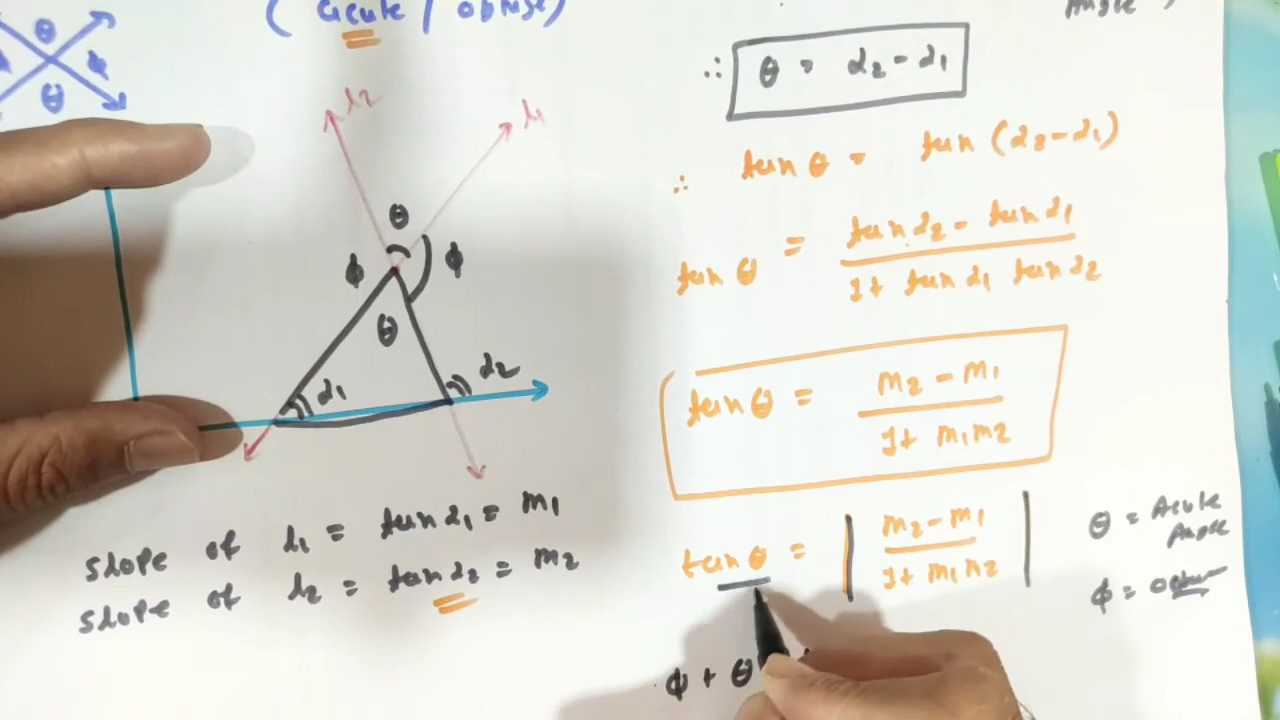 ( acute / obtuse)
θ
φ
θ
l2
l1
θ
φ
φ
θ
α1
α2
slope of l1 = tan α1 = m1
slope of l2 = tan α2 = m2
Angle )
∴ θ = α2 - α1
∴ tan θ = tan (α2-α1)
tan θ = tan α2 - tan α1 / 1+ tan α1 tan α2
tan θ = m2 - m1 / 1+ m1m2
tan θ = | m2-m1 / 1+ m1m2 |
θ = Acute Angle
φ =
φ + θ